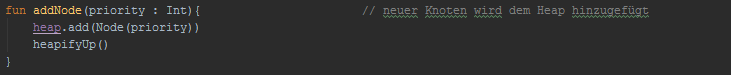 fun addNode(priority : Int){ // neuer Knoten wird dem Heap hinzugefügt
heap.add(Node(priority))
heapifyUp()
}